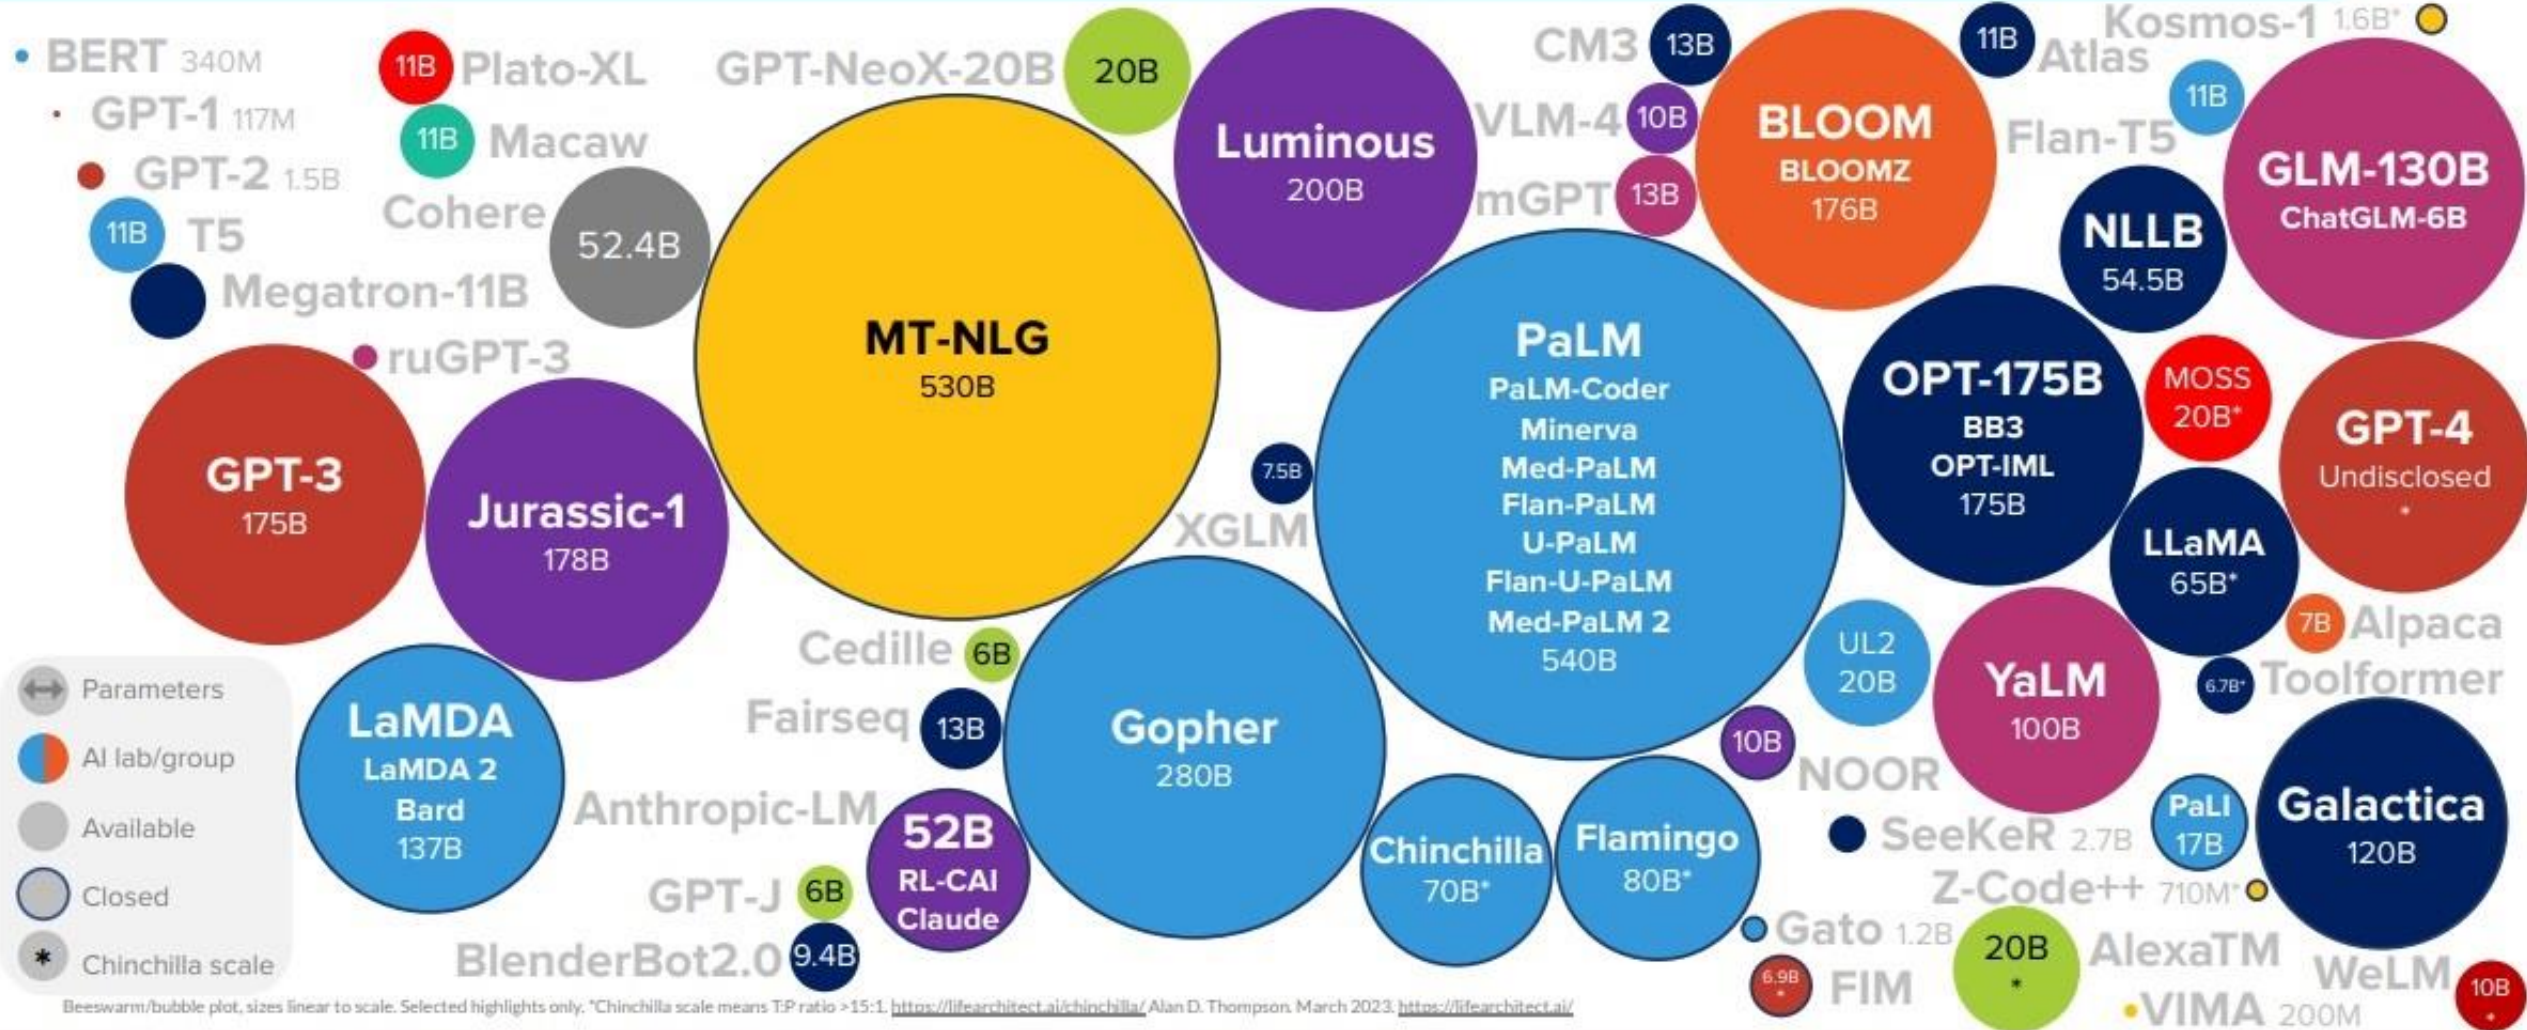 BERT 340M
GPT-1 117M
GPT-2 1.5B
11B T5
Megatron-11B
ruGPT-3
11B Plato-XL
11B Macaw
Cohere
52.4B
GPT-NeoX-20B 20B
GPT-3
175B
Jurassic-1
178B
MT-NLG
530B
Luminous
200B
CM3 13B
VLM-4 10B
mGPT 13B
BLOOM
BLOOMZ
176B
11B Atlas
Kosmos-1 1.6B*
11B
Flan-T5
GLM-130B
ChatGLM-6B
NLLB
54.5B
PaLM
PaLM-Coder
Minerva
Med-PaLM
Flan-PaLM
U-PaLM
Flan-U-PaLM
Med-PaLM 2
540B
7.5B
XGLM
OPT-175B
BB3
OPT-IML
175B
MOSS
20B*
GPT-4
Undisclosed
*
LLaMA
65B*
7B Alpaca
6.7B* Toolformer
UL2
20B
YaLM
100B
LaMDA
LaMDA 2
Bard
137B
Cedille 6B
Fairseq 13B
Gopher
280B
Anthropic-LM
52B
RL-CAI
Claude
GPT-J 6B
BlenderBot2.0 9.4B
Chinchilla
70B*
Flamingo
80B*
10B
NOOR
SeeKeR 2.7B
PaLI
17B
Galactica
120B
Z-Code++ 710M*
Gato 1.2B
6.9B
*
FIM
20B
*
AlexaTM
WeLM
10B
*
VIMA 200M
Parameters
AI lab/group
Available
Closed
* Chinchilla scale
Beeswarm/bubble plot, sizes linear to scale. Selected highlights only. *Chinchilla scale means T:P ratio >15:1. https://lifearchitect.ai/chinchilla/ Alan D. Thompson. March 2023. https://lifearchitect.ai/